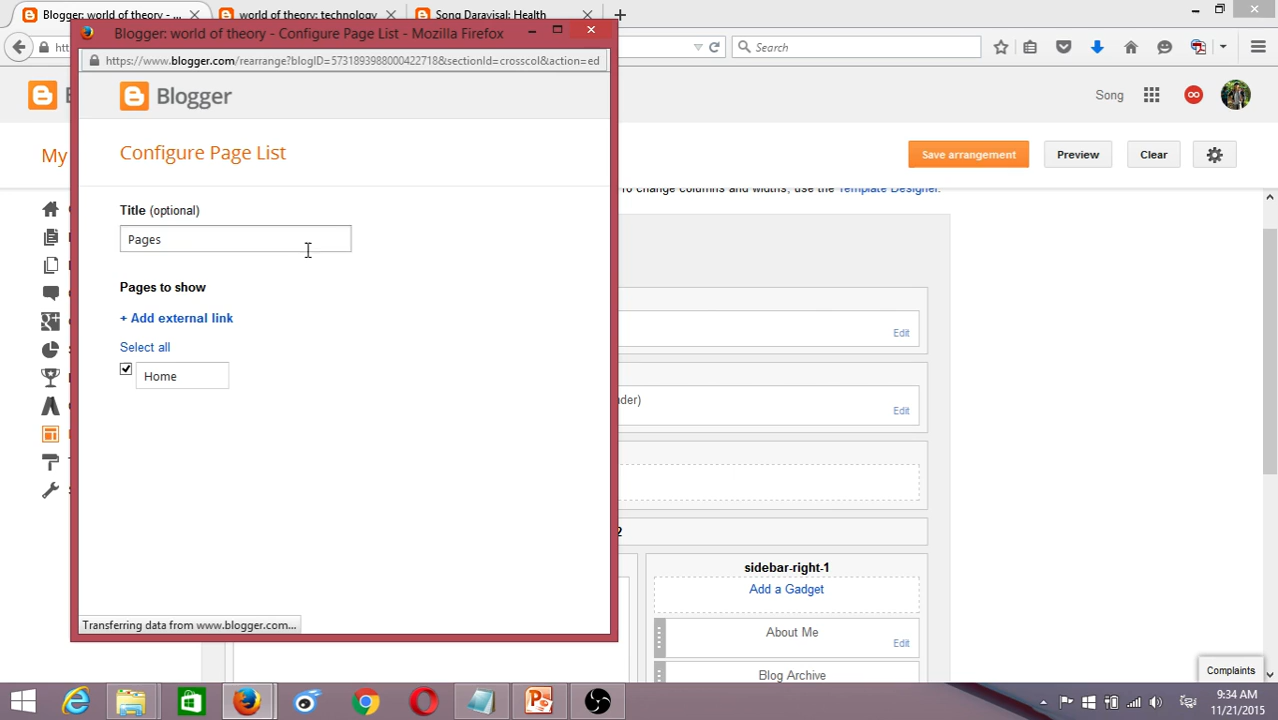 Blogger: world of theory - ...
world of theory: technology
Song Daravisal: Health
Blogger: world of theory - Configure Page List - Mozilla Firefox
https://www.blogger.com/rearrange?blogID=5731893988000422718&sectionId=crosscol&action=ed
Search
Blogger
Song
My
Configure Page List
Save arrangement
Preview
Clear
To change columns and widths, use the Template Designer.
Title (optional)
Pages
Pages to show
+ Add external link
Select all
Home
Edit
Edit
2
sidebar-right-1
Add a Gadget
About Me
Edit
Blog Archive
Transferring data from www.blogger.com...
Complaints
9:34 AM
11/21/2015